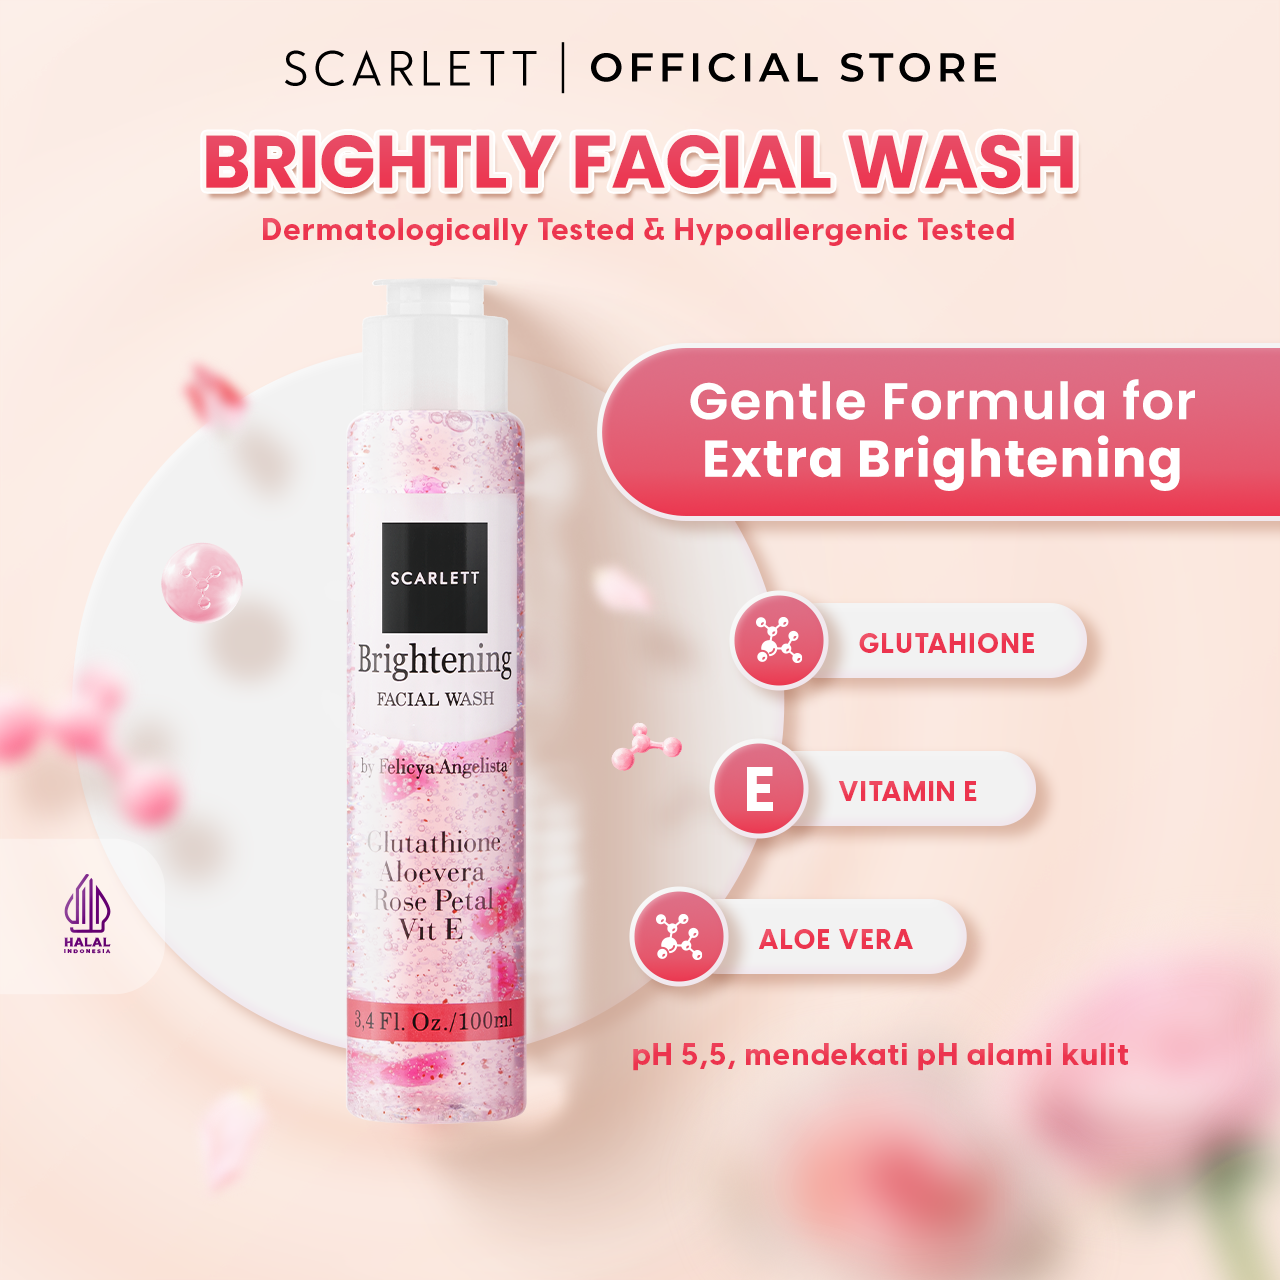 SCARLETT | OFFICIAL STORE
BRIGHTLY FACIAL WASH
Dermatologically Tested & Hypoallergenic Tested
Gentle Formula for
Extra Brightening
SCARLETT
Brightening
FACIAL WASH
by Felicya Angelista
Glutathione
Aloevera
Rose Petal
Vit E
3,4 Fl. Oz./100ml
GLUTAHIONE
E
VITAMIN E
ALOE VERA
HALAL
INDONESIA
pH 5,5, mendekati pH alami kulit